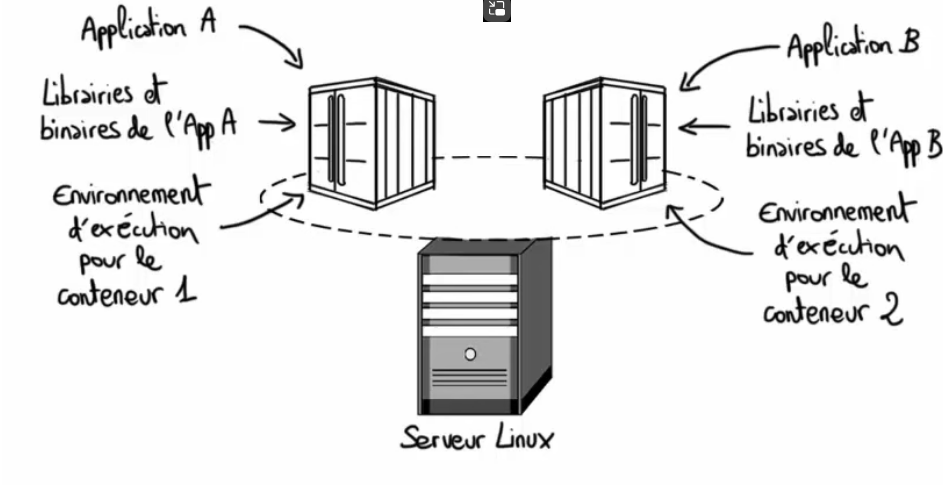 Application A
Librairies et
binaires de l'App A
Environnement
d'exécution
pour le
conteneur 1
Application B
Librairies et
binaires de l'App B
Environnement
d'exécution
pour le
conteneur 2
Serveur Linux